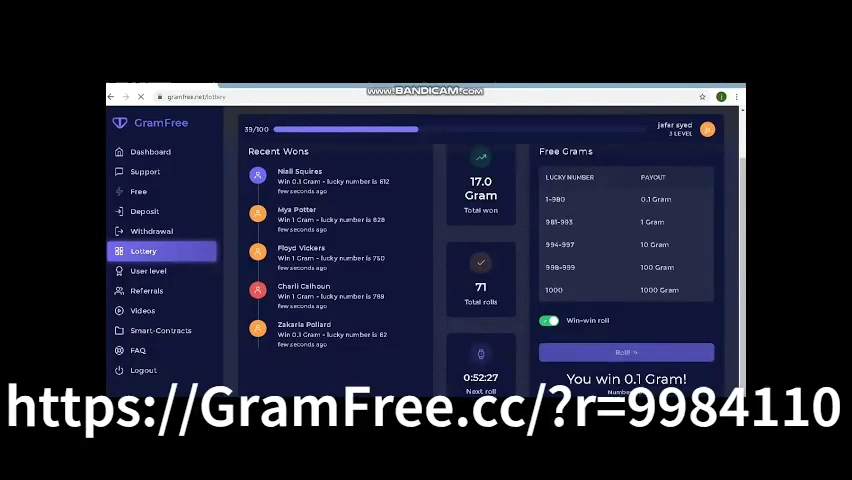 www.BANDICAM.com
gramfree.net/lottery
GramFree
39/100
jafar syed
3 LEVEL
Dashboard
Support
Free
Deposit
Withdrawal
Lottery
User level
Referrals
Videos
Smart-Contracts
FAQ
Logout
Recent Wons
Niall Squires
Win 0.1 Gram - lucky number is 612
few seconds ago
Mya Potter
Win 1 Gram - lucky number is 828
few seconds ago
Floyd Vickers
Win 1 Gram - lucky number is 750
few seconds ago
Charli Calhoun
Win 1 Gram - lucky number is 789
few seconds ago
Zakaria Pollard
Win 0.1 Gram - lucky number is 62
few seconds ago
17.0
Gram
Total won
71
Total rolls
0:52:27
Next roll
Free Grams
LUCKY NUMBER PAYOUT
1-980 0.1 Gram
981-993 1 Gram
994-997 10 Gram
998-999 100 Gram
1000 1000 Gram
Win-win roll
Roll!
You win 0.1 Gram!
https://GramFree.cc/?r=9984110